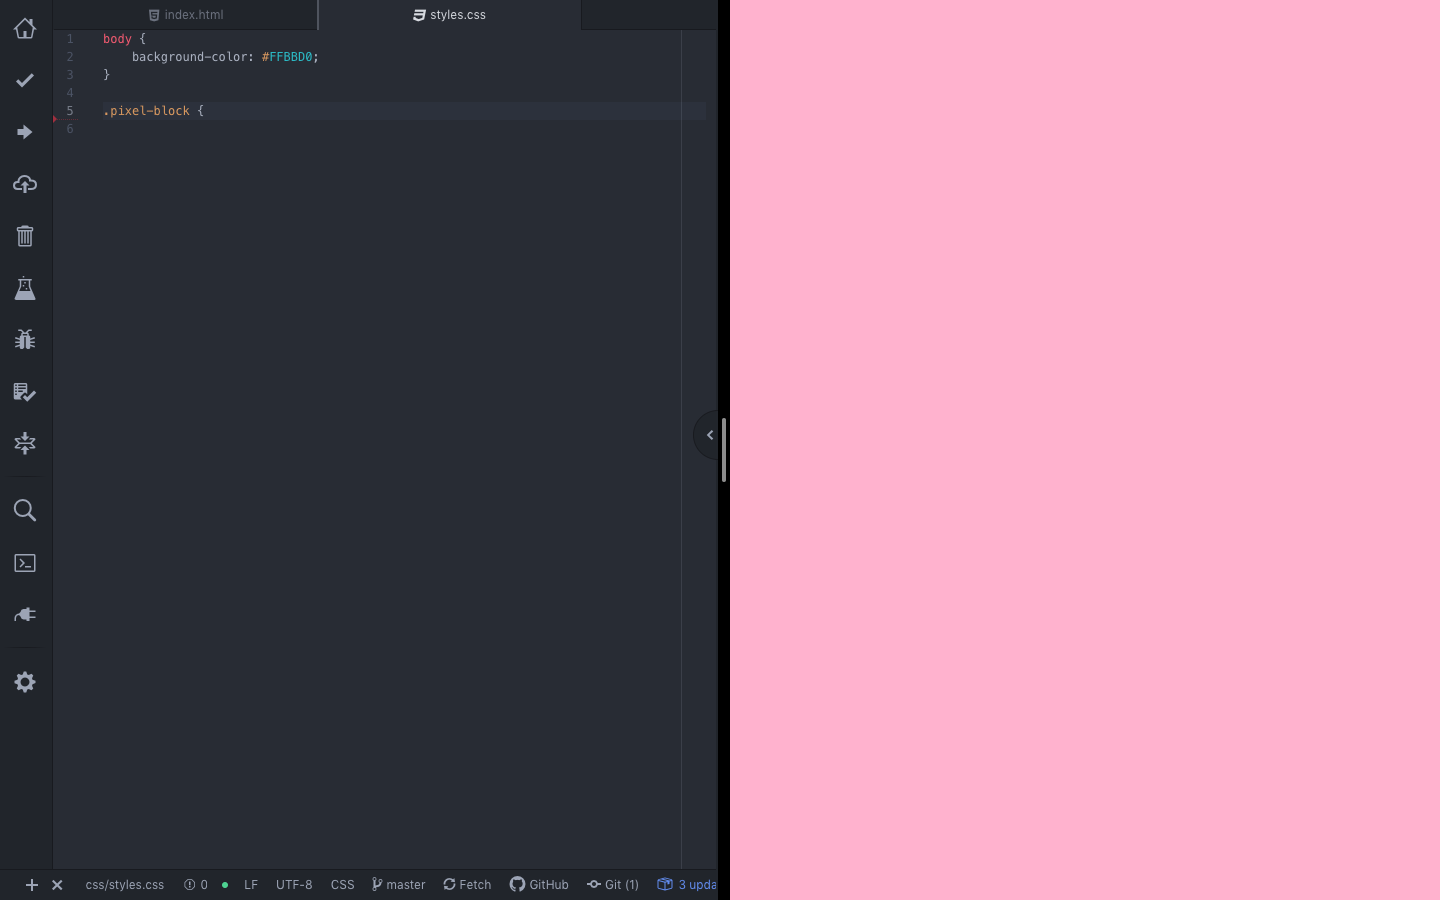 index.html
styles.css
1 body {
2 background-color: #FFBBD0;
3 }
4
5 .pixel-block {
6
css/styles.css 0 LF UTF-8 CSS master Fetch GitHub Git (1) 3 upda